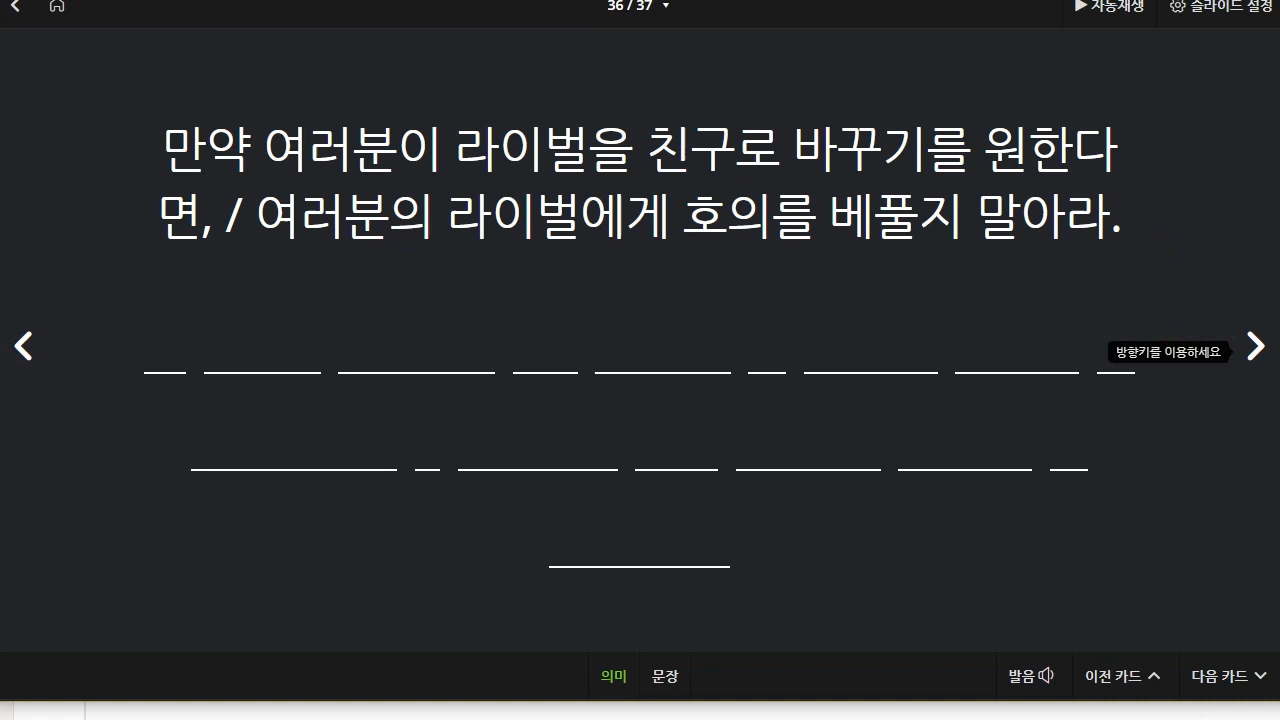 36 / 37
자동재생
슬라이드 설정
만약 여러분이 라이벌을 친구로 바꾸기를 원한다
면, / 여러분의 라이벌에게 호의를 베풀지 말아라.
방향키를 이용하세요
의미
문장
발음
이전 카드
다음 카드